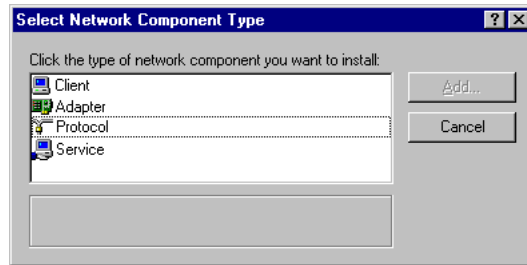 Select Network Component Type
Click the type of network component you want to install:
Client
Adapter
Protocol
Service
Add...
Cancel